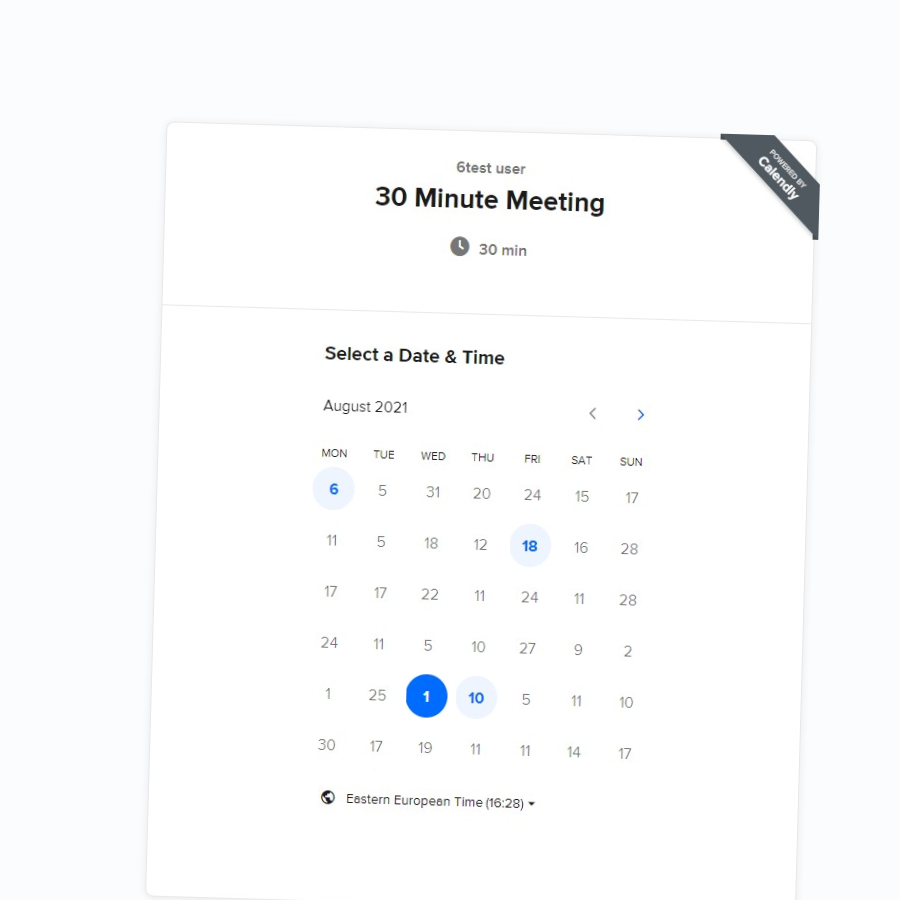 POWERED BY
Calendly
6test user
30 Minute Meeting
30 min
Select a Date & Time
August 2021
MON TUE WED THU FRI SAT SUN
6 5 31 20 24 15 17
11 5 18 12 18 16 28
17 17 22 11 24 11 28
24 11 5 10 27 9 2
1 25 1 10 5 11 10
30 17 19 11 11 14 17
Eastern European Time (16:28)